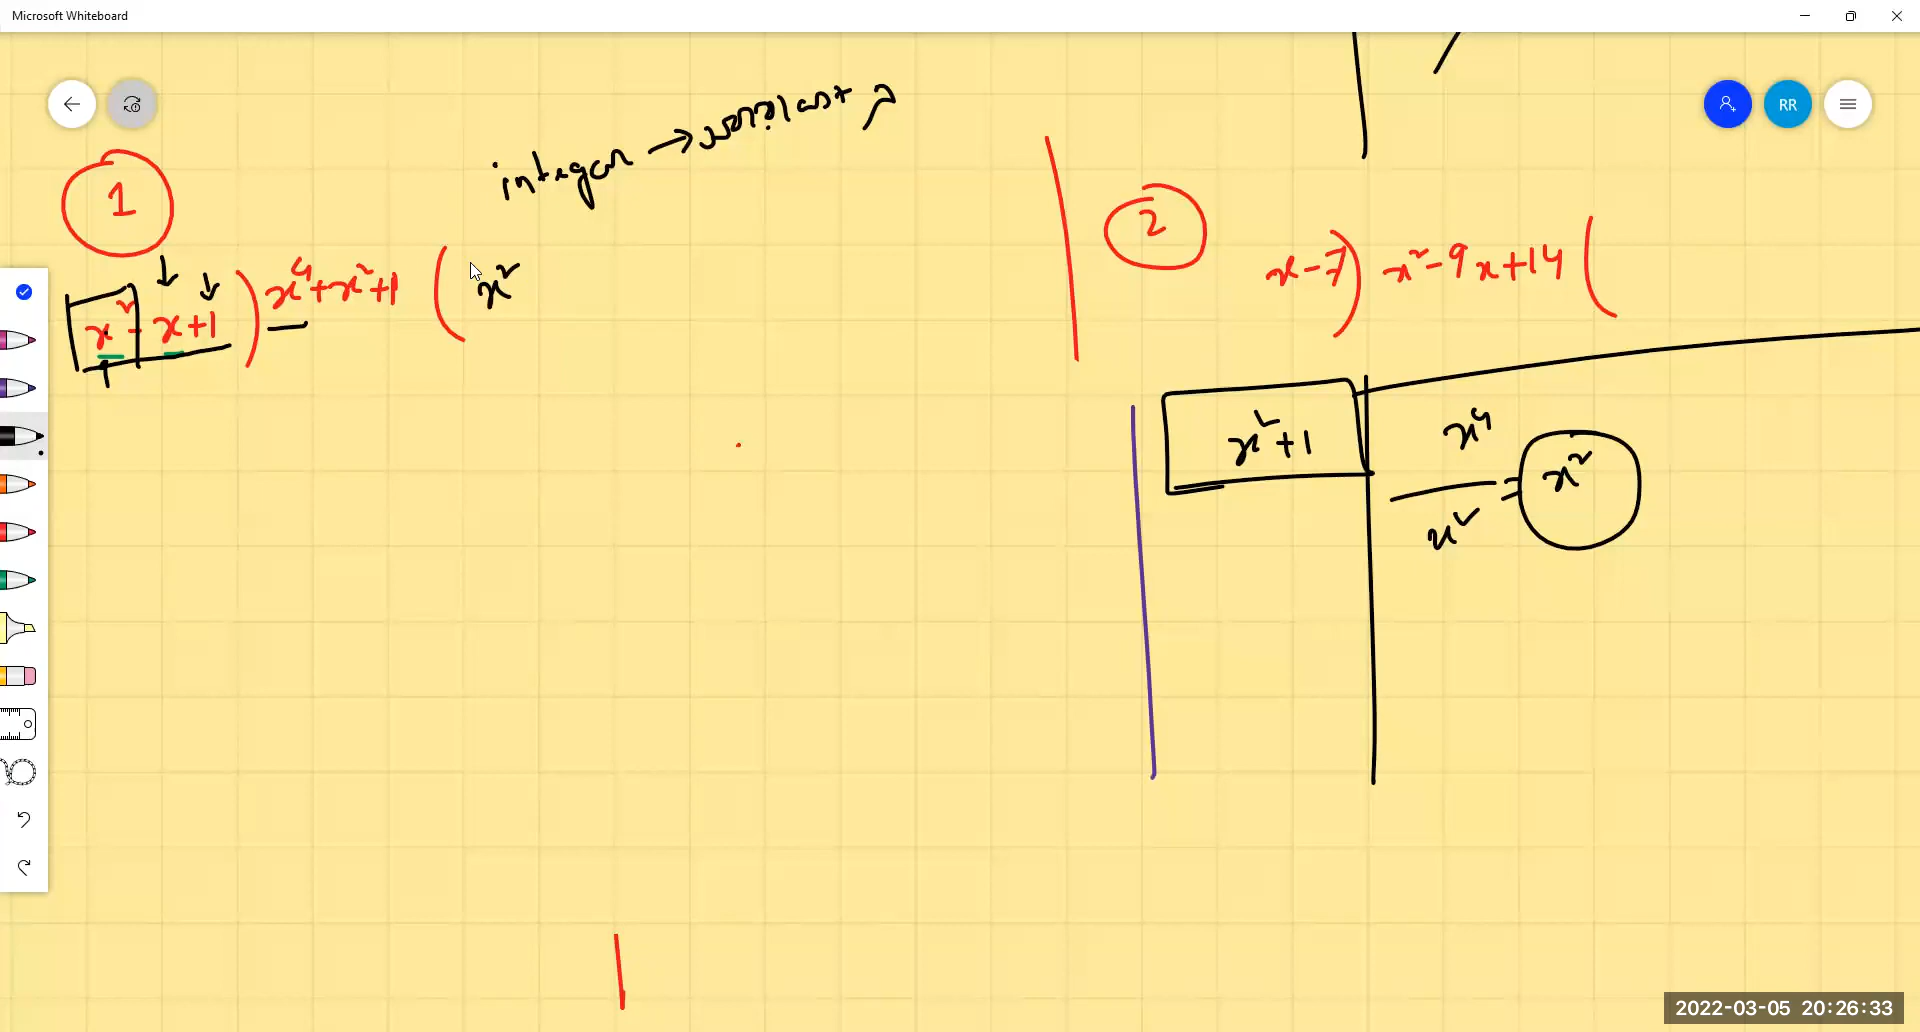 Microsoft Whiteboard
RR
integer →
1
x² - x + 1 ) x⁴ + x² + 1 ( x²
2
x - 7 ) x² - 9x + 14 (
x² + 1
x⁴
x²
= x²
2022-03-05 20:26:33